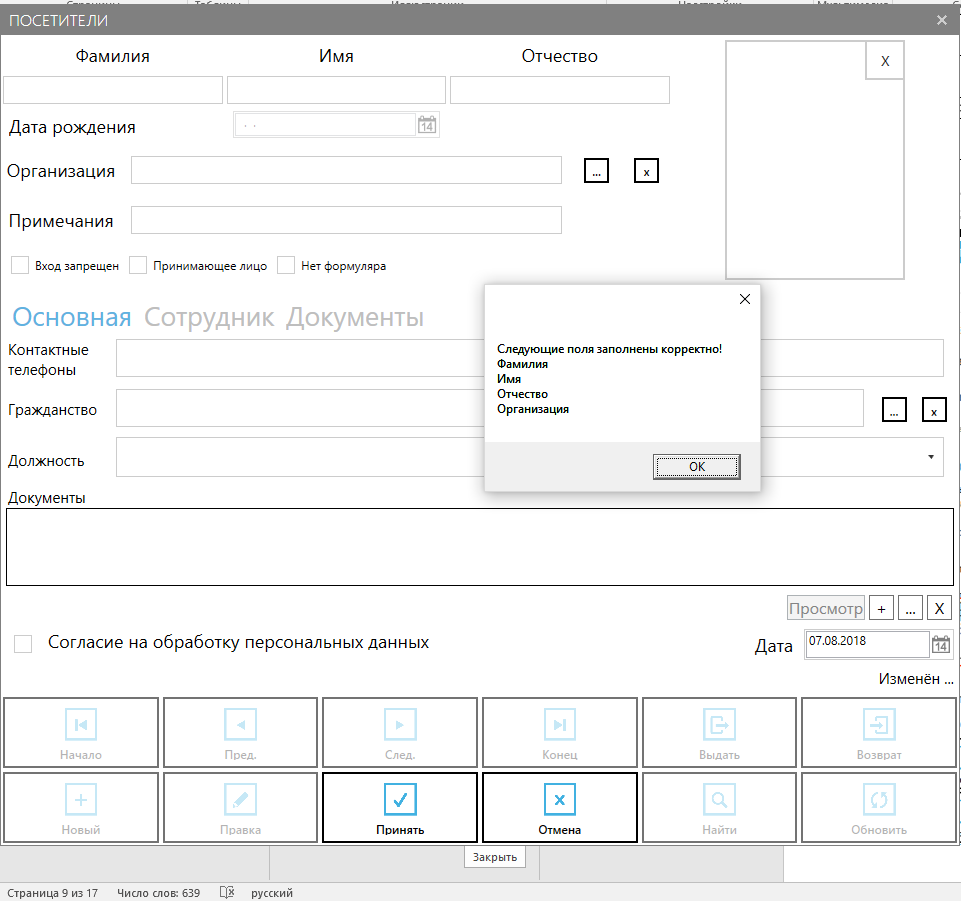 ПОСЕТИТЕЛИ
Фамилия Имя Отчество
X
Дата рождения . . 14
Организация ... x
Примечания
Вход запрещен Принимающее лицо Нет формуляра
Основная Сотрудник Документы
Контактные
телефоны
Следующие поля заполнены корректно!
Фамилия
Имя
Отчество
Организация
OK
Гражданство ... x
Должность
Документы
Просмотр + ... X
Согласие на обработку персональных данных
Дата 07.08.2018 14
Изменён ...
Начало Пред. След. Конец Выдать Возврат
Новый Правка Принять Отмена Найти Обновить
Закрыть
Страница 9 из 17 Число слов: 639 русский